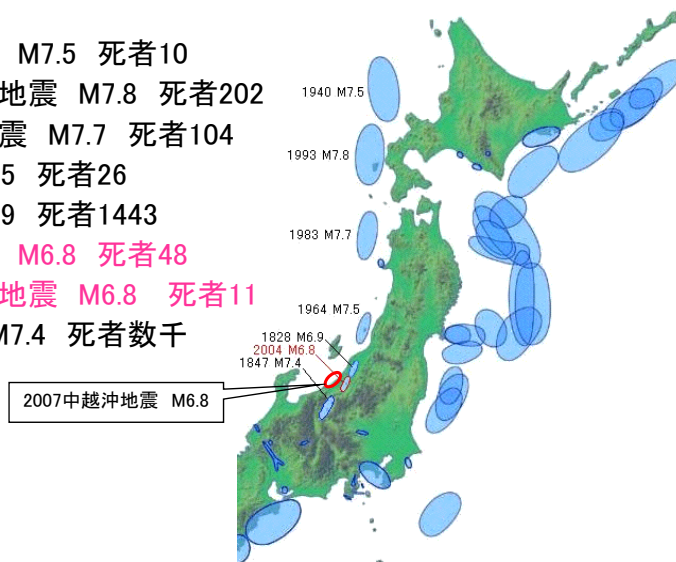 M7.5 死者10
地震 M7.8 死者202
震 M7.7 死者104
5 死者26
9 死者1443
M6.8 死者48
地震 M6.8 死者11
M7.4 死者数千
1940 M7.5
1993 M7.8
1983 M7.7
1964 M7.5
1828 M6.9
2004 M6.8
1847 M7.4
2007中越沖地震 M6.8